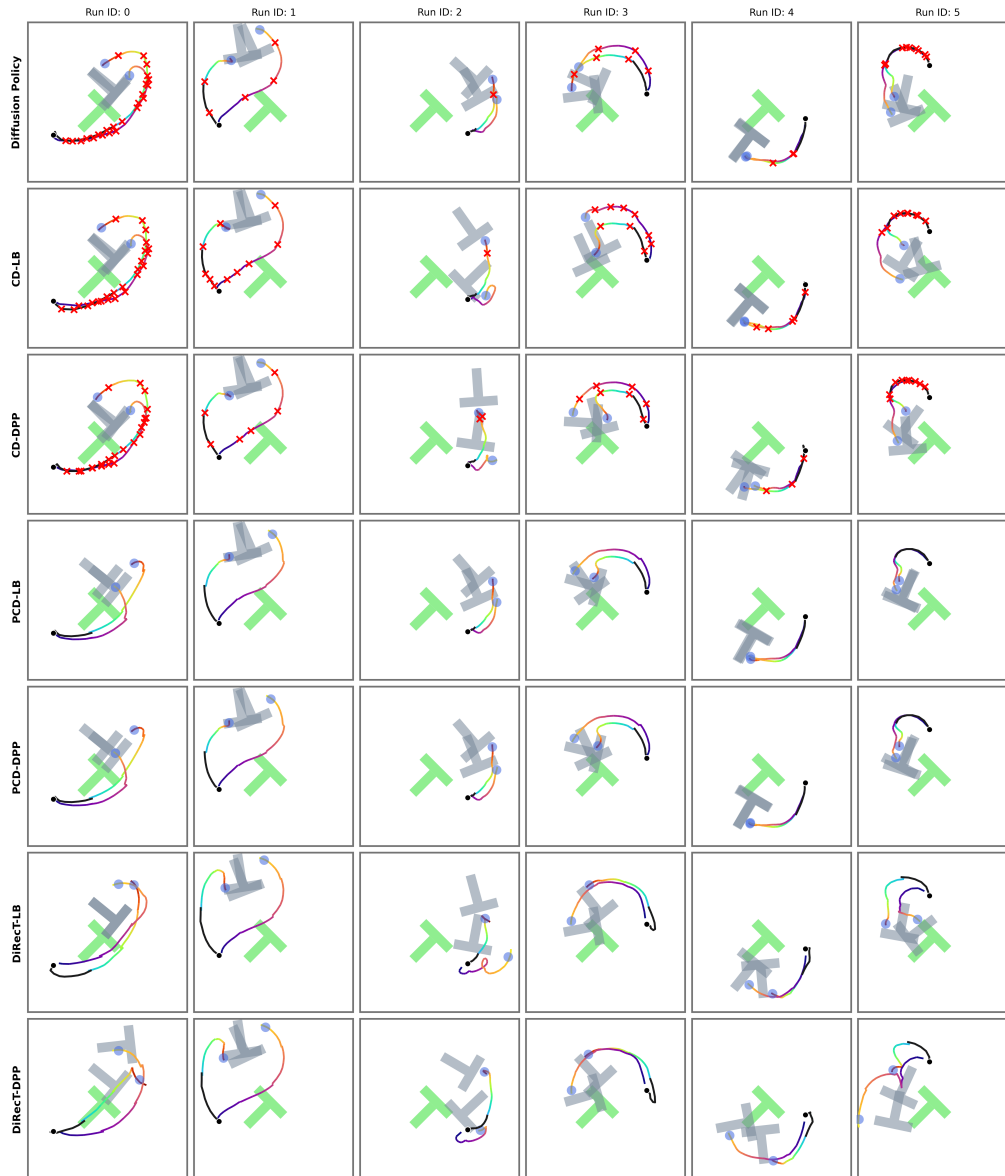 Run ID: 0
Run ID: 1
Run ID: 2
Run ID: 3
Run ID: 4
Run ID: 5
Diffusion Policy
CD-LB
CD-DPP
PCD-LB
PCD-DPP
DiRecT-LB
DiRecT-DPP